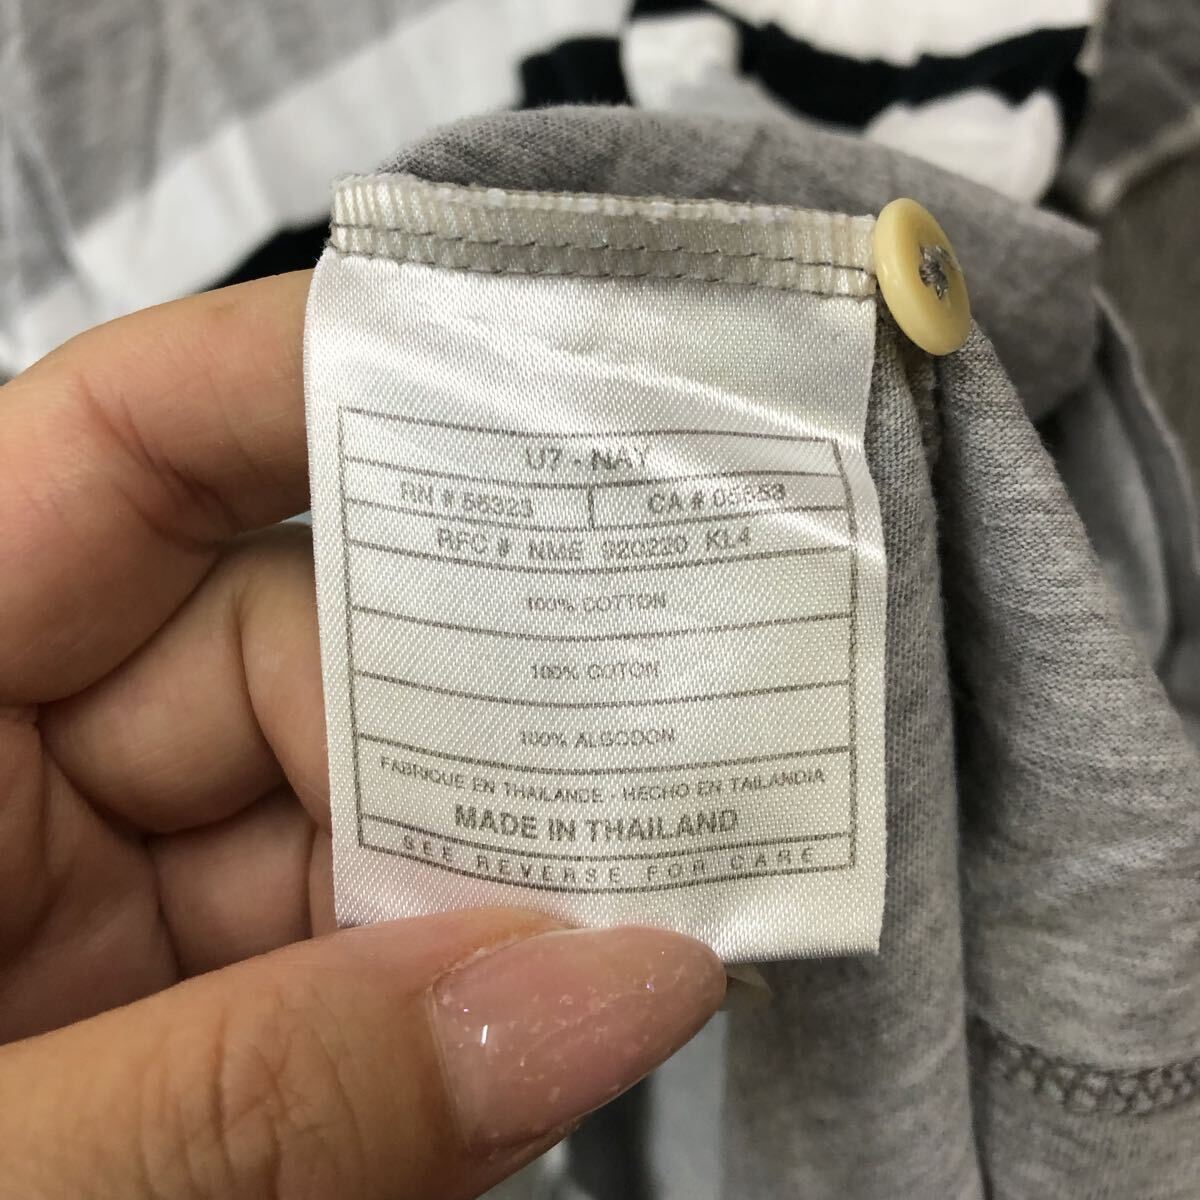 U7 - NAY
RN # 56323 CA # 05553
RFC # NME 920220 KL4
100% COTTON
100% COTON
100% ALGODON
FABRIQUE EN THAILANDE - HECHO EN TAILANDIA
MADE IN THAILAND
SEE REVERSE FOR CARE